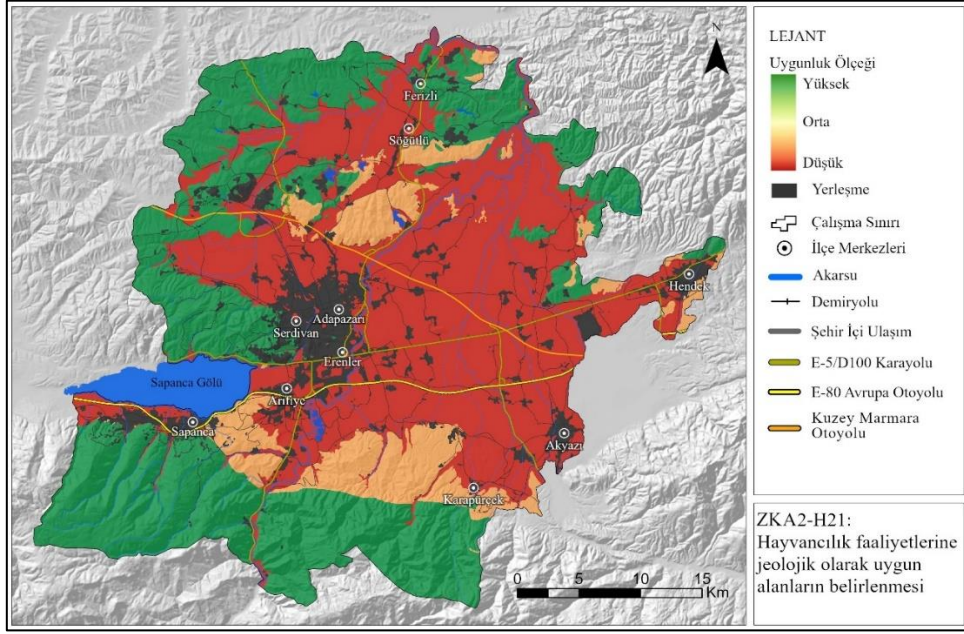 Ferizli
Söğütlü
Hendek
Adapazarı
Serdivan
Erenler
Sapanca Gölü
Arifiye
Sapanca
Akyazı
Karapürçek
0 5 10 15
Km
N
LEJANT
Uygunluk Ölçeği
Yüksek
Orta
Düşük
Yerleşme
Çalışma Sınırı
İlçe Merkezleri
Akarsu
Demiryolu
Şehir İçi Ulaşım
E-5/D100 Karayolu
E-80 Avrupa Otoyolu
Kuzey Marmara
Otoyolu
ZKA2-H21:
Hayvancılık faaliyetlerine
jeolojik olarak uygun
alanların belirlenmesi